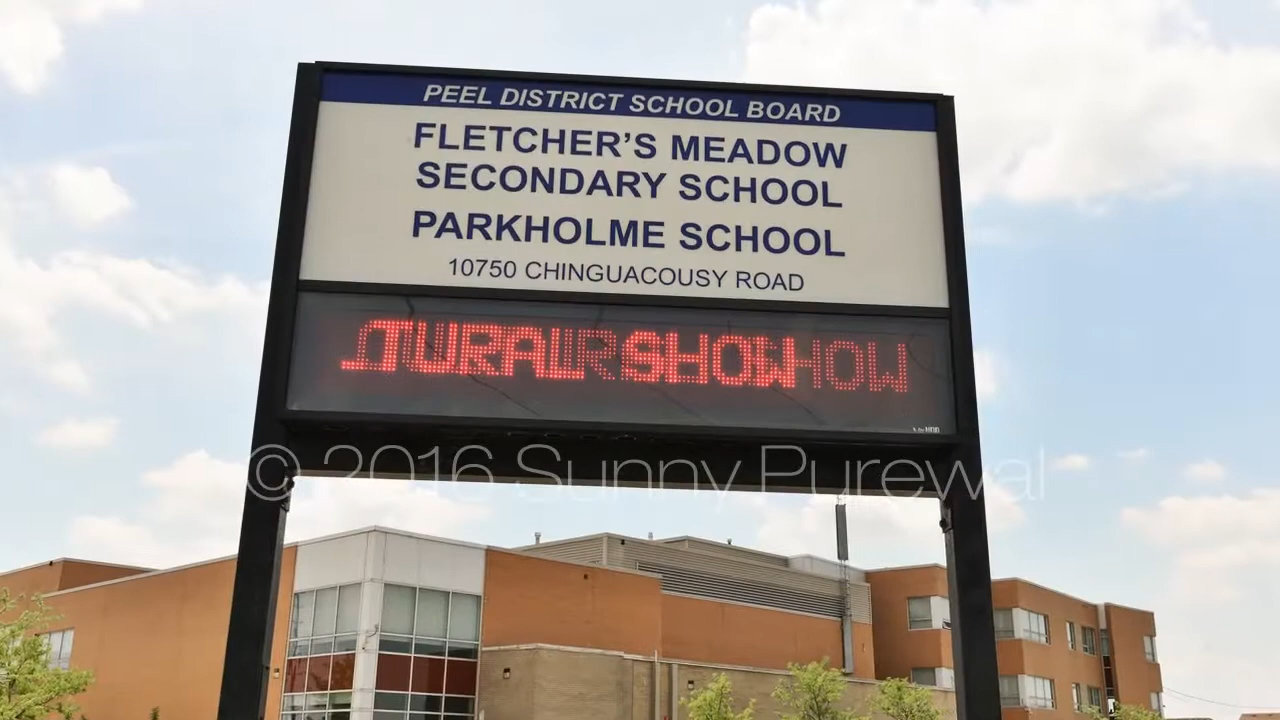 PEEL DISTRICT SCHOOL BOARD
FLETCHER'S MEADOW
SECONDARY SCHOOL
PARKHOLME SCHOOL
10750 CHINGUACOUSY ROAD
© 2016 Sunny Purewal